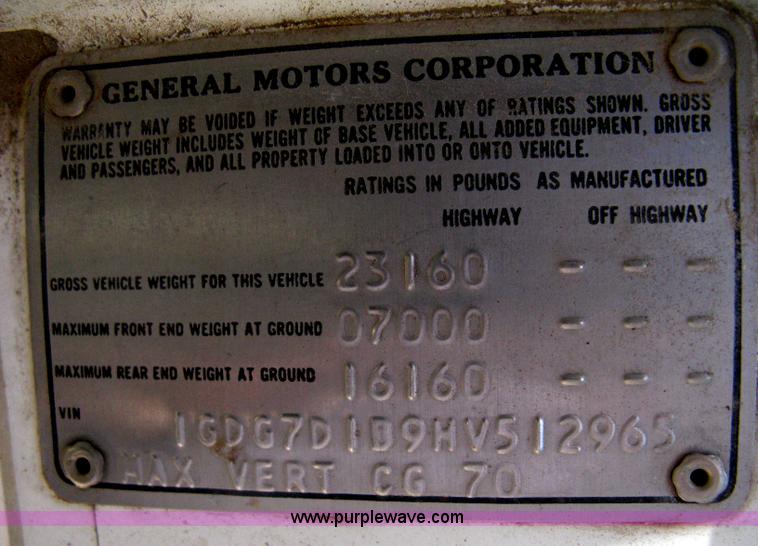 GENERAL MOTORS CORPORATION
WARRANTY MAY BE VOIDED IF WEIGHT EXCEEDS ANY OF RATINGS SHOWN. GROSS
VEHICLE WEIGHT INCLUDES WEIGHT OF BASE VEHICLE, ALL ADDED EQUIPMENT, DRIVER
AND PASSENGERS, AND ALL PROPERTY LOADED INTO OR ONTO VEHICLE.
RATINGS IN POUNDS AS MANUFACTURED
HIGHWAY OFF HIGHWAY
GROSS VEHICLE WEIGHT FOR THIS VEHICLE 23160 - - -
MAXIMUM FRONT END WEIGHT AT GROUND 07000 - - -
MAXIMUM REAR END WEIGHT AT GROUND 16160 - - -
VIN 1GDG7D1B9HV512965
MAX VERT CG 70
www.purplewave.com